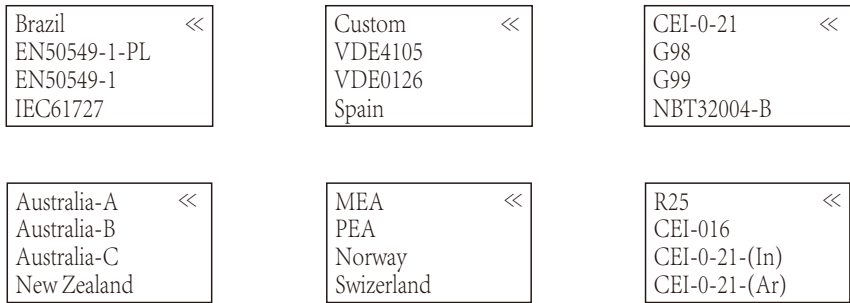 Brazil <<
EN50549-1-PL
EN50549-1
IEC61727
Custom <<
VDE4105
VDE0126
Spain
CEI-0-21 <<
G98
G99
NBT32004-B
Australia-A <<
Australia-B
Australia-C
New Zealand
MEA <<
PEA
Norway
Swizerland
R25 <<
CEI-016
CEI-0-21-(In)
CEI-0-21-(Ar)